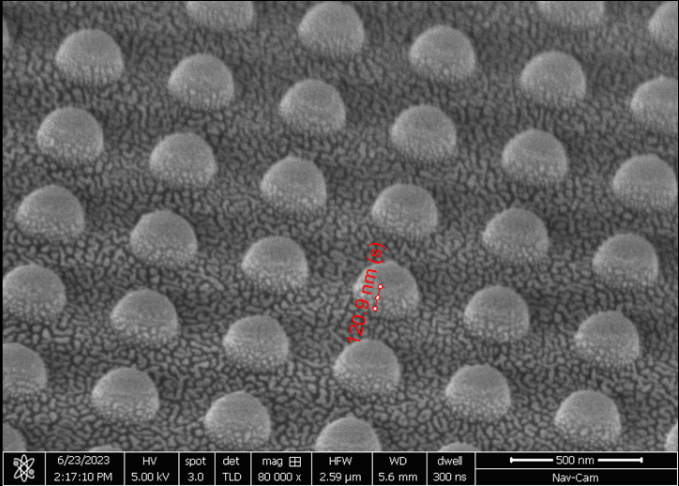 120.9 nm (s)
6/23/2023 HV spot det mag HFW WD dwell 500 nm
2:17:10 PM 5.00 kV 3.0 TLD 80 000 x 2.59 µm 5.6 mm 300 ns Nav-Cam